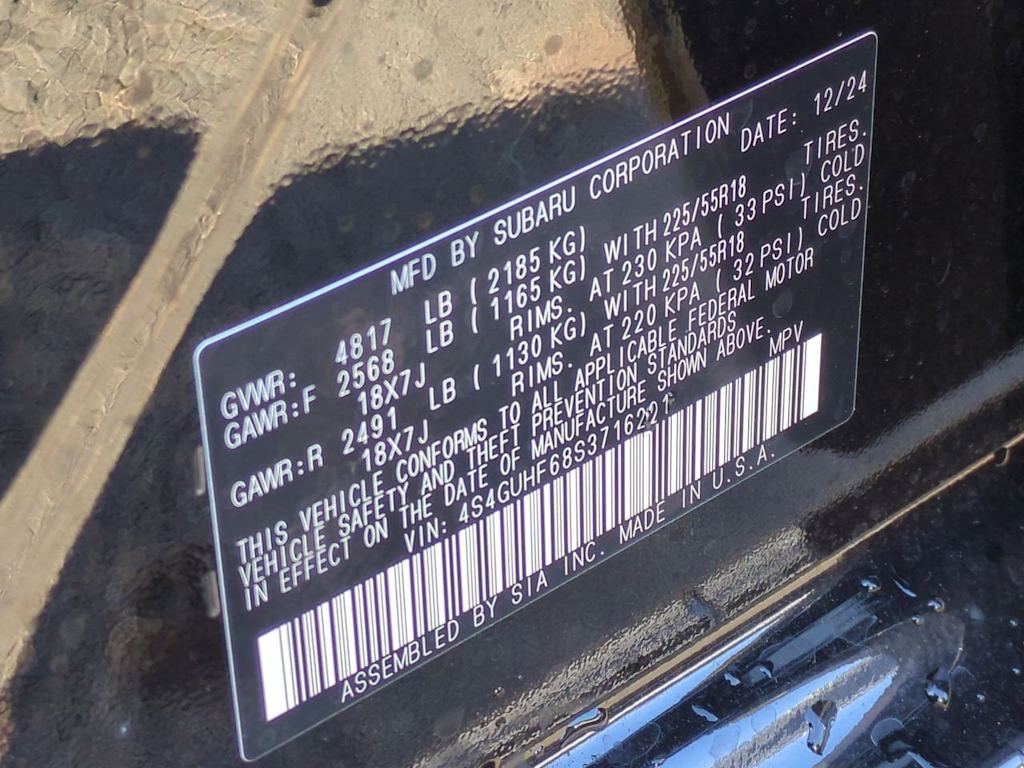 MFD BY SUBARU CORPORATION DATE: 12/24
GVWR: 4817 LB ( 2185 KG)
GAWR:F 2568 LB ( 1165 KG) WITH 225/55R18 TIRES.
18X7J RIMS. AT 230 KPA ( 33 PSI) COLD
GAWR:R 2491 LB ( 1130 KG) WITH 225/55R18 TIRES.
18X7J RIMS. AT 220 KPA ( 32 PSI) COLD
THIS VEHICLE CONFORMS TO ALL APPLICABLE FEDERAL MOTOR
VEHICLE SAFETY AND THEFT PREVENTION STANDARDS
IN EFFECT ON THE DATE OF MANUFACTURE SHOWN ABOVE.
VIN: 4S4GUHF68S3716221 MPV
ASSEMBLED BY SIA INC. MADE IN U.S.A.